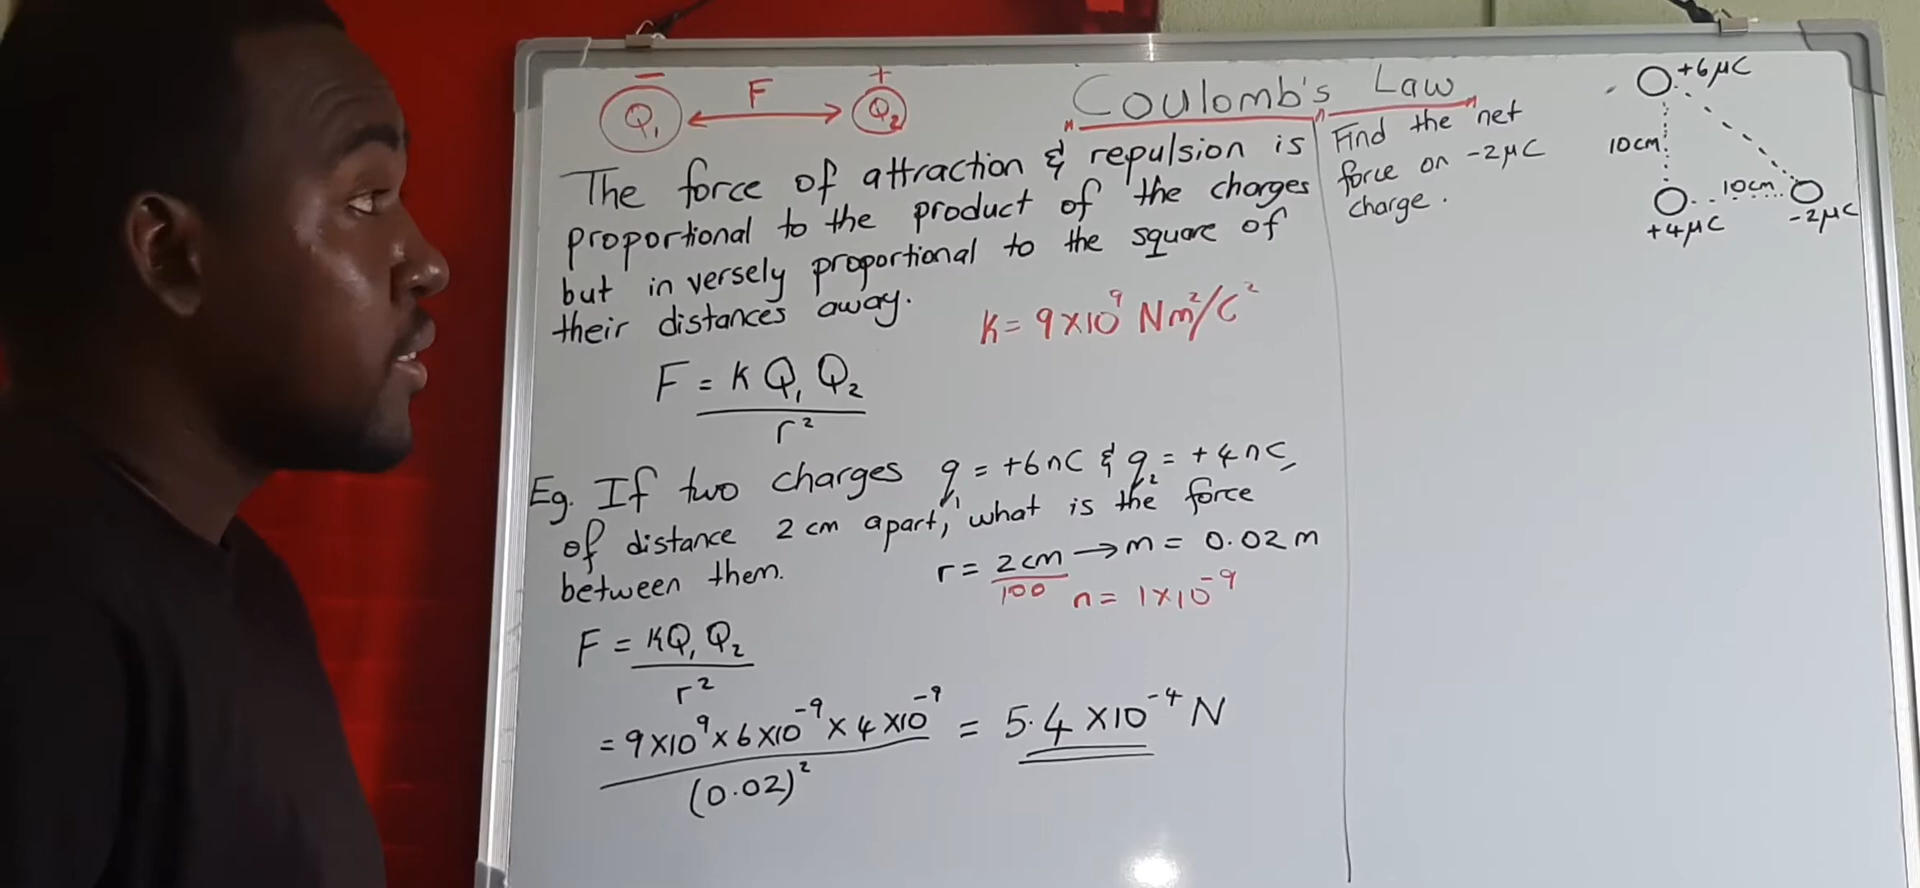 − +
Q₁ F Q₂
Coulomb's Law
The force of attraction & repulsion is
proportional to the product of the charges
but inversely proportional to the square of
their distances away.
K = 9×10⁹ Nm²/C²
F = K Q₁ Q₂
r²
Eg. If two charges q₁ = +6nC & q₂ = +4nC,
of distance 2 cm apart, what is the force
between them.
r = 2cm → m = 0.02m
100
n = 1×10⁻⁹
F = KQ₁Q₂
r²
= 9×10⁹ × 6×10⁻⁹ × 4×10⁻⁹ = 5.4 ×10⁻⁴ N
(0.02)²
Find the net
force on -2μC
charge.
+6μC
10cm
10cm
+4μC
-2μC